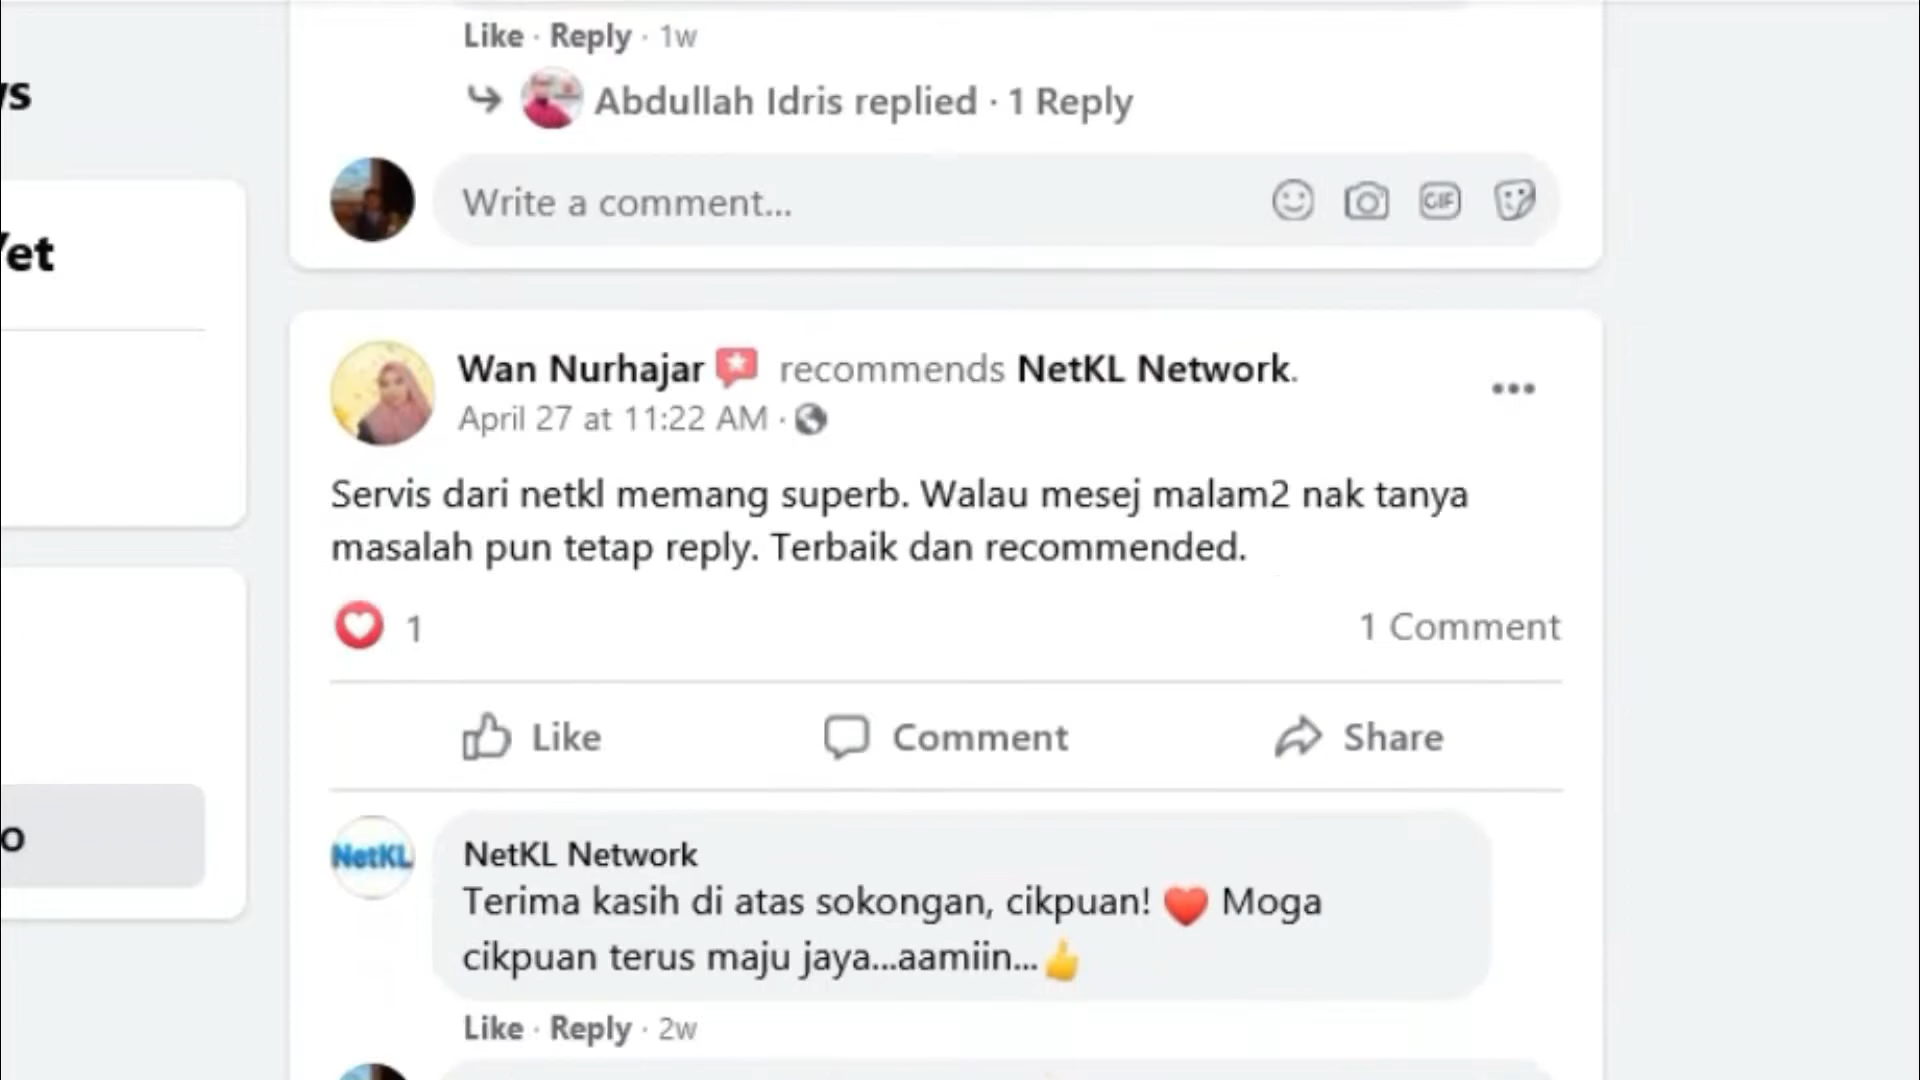 Like · Reply · 1w
Abdullah Idris replied · 1 Reply
Write a comment...
GIF
Wan Nurhajar recommends NetKL Network.
April 27 at 11:22 AM ·
Servis dari netkl memang superb. Walau mesej malam2 nak tanya
masalah pun tetap reply. Terbaik dan recommended.
1
1 Comment
Like
Comment
Share
NetKL
NetKL Network
Terima kasih di atas sokongan, cikpuan! ❤️ Moga
cikpuan terus maju jaya...aamiin...👍
Like · Reply · 2w